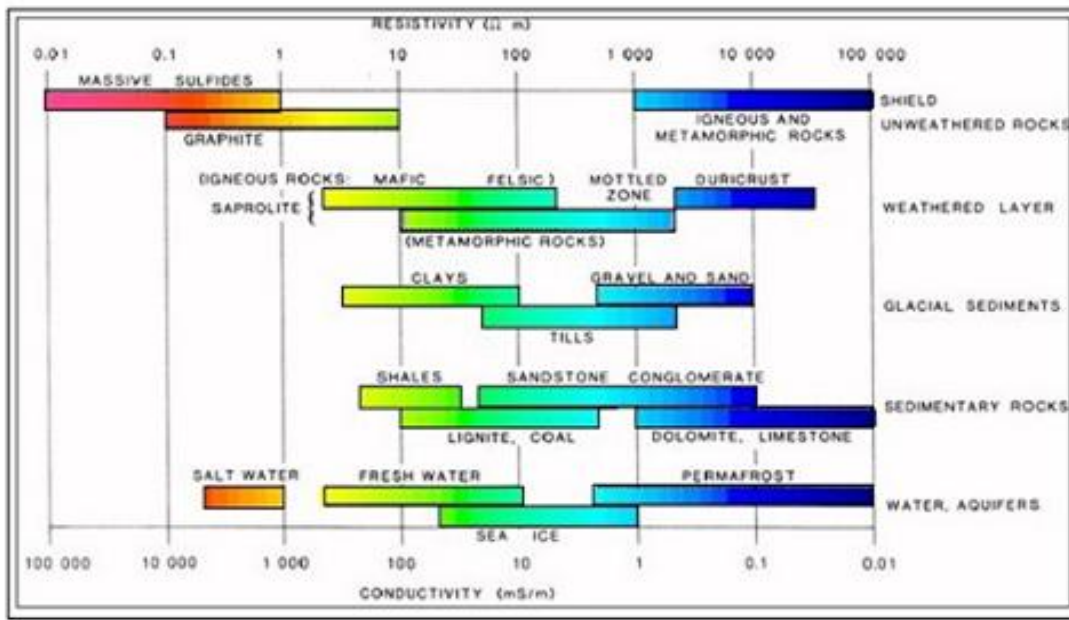 RESISTIVITY (Ω m)
0.01 0.1 1 10 100 1 000 10 000 100 000
MASSIVE SULFIDES
SHIELD
GRAPHITE
IGNEOUS AND
METAMORPHIC ROCKS
UNWEATHERED ROCKS
(IGNEOUS ROCKS: MAFIC FELSIC) MOTTLED ZONE DURICRUST
SAPROLITE
WEATHERED LAYER
(METAMORPHIC ROCKS)
CLAYS GRAVEL AND SAND
GLACIAL SEDIMENTS
TILLS
SHALES SANDSTONE CONGLOMERATE
SEDIMENTARY ROCKS
LIGNITE, COAL DOLOMITE, LIMESTONE
SALT WATER FRESH WATER PERMAFROST
WATER, AQUIFERS
SEA ICE
100 000 10 000 1 000 100 10 1 0.1 0.01
CONDUCTIVITY (mS/m)